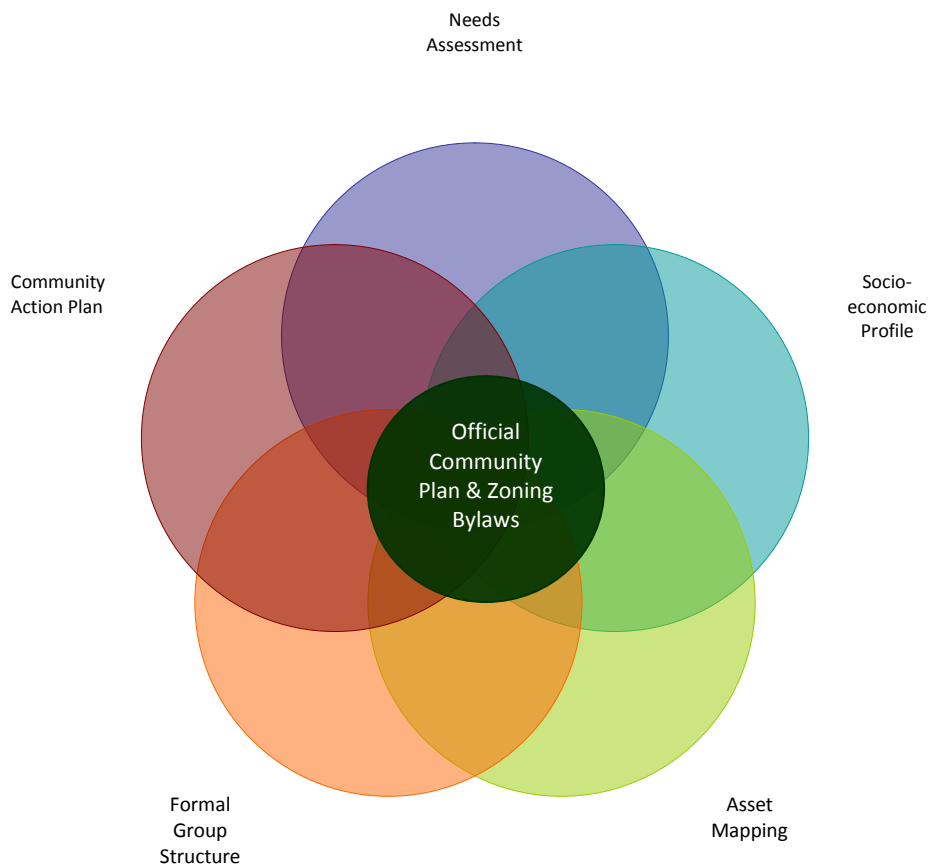 Needs
Assessment
Community
Action Plan
Socio-
economic
Profile
Official
Community
Plan & Zoning
Bylaws
Formal
Group
Structure
Asset
Mapping